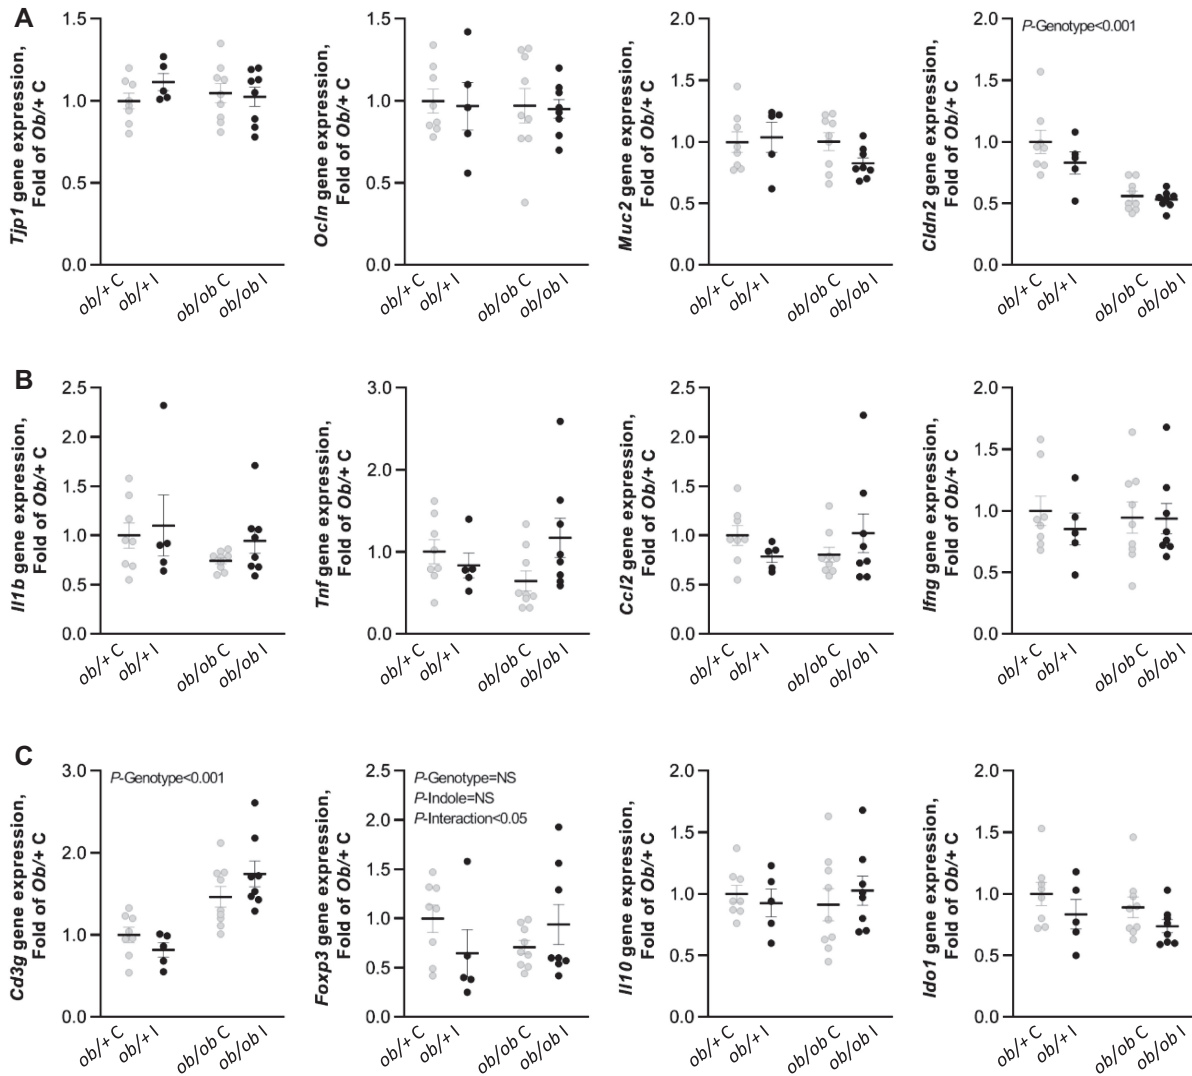 A
Tjp1 gene expression,
Fold of Ob/+ C
1.5
1.0
0.5
0.0
ob/+ C
ob/+ I
ob/ob C
ob/ob I
Ocln gene expression,
Fold of Ob/+ C
1.5
1.0
0.5
0.0
ob/+ C
ob/+ I
ob/ob C
ob/ob I
Muc2 gene expression,
Fold of Ob/+ C
2.0
1.5
1.0
0.5
0.0
ob/+ C
ob/+ I
ob/ob C
ob/ob I
Cldn2 gene expression,
Fold of Ob/+ C
2.0
1.5
1.0
0.5
0.0
P-Genotype<0.001
ob/+ C
ob/+ I
ob/ob C
ob/ob I
B
Il1b gene expression,
Fold of Ob/+ C
2.5
2.0
1.5
1.0
0.5
0.0
ob/+ C
ob/+ I
ob/ob C
ob/ob I
Tnf gene expression,
Fold of Ob/+ C
3.0
2.0
1.0
0.0
ob/+ C
ob/+ I
ob/ob C
ob/ob I
Ccl2 gene expression,
Fold of Ob/+ C
2.5
2.0
1.5
1.0
0.5
0.0
ob/+ C
ob/+ I
ob/ob C
ob/ob I
Ifng gene expression,
Fold of Ob/+ C
2.0
1.5
1.0
0.5
0.0
ob/+ C
ob/+ I
ob/ob C
ob/ob I
C
Cd3g gene expression,
Fold of Ob/+ C
3.0
2.0
1.0
0.0
P-Genotype<0.001
ob/+ C
ob/+ I
ob/ob C
ob/ob I
Foxp3 gene expression,
Fold of Ob/+ C
2.5
2.0
1.5
1.0
0.5
0.0
P-Genotype=NS
P-Indole=NS
P-Interaction<0.05
ob/+ C
ob/+ I
ob/ob C
ob/ob I
Il10 gene expression,
Fold of Ob/+ C
2.0
1.5
1.0
0.5
0.0
ob/+ C
ob/+ I
ob/ob C
ob/ob I
Ido1 gene expression,
Fold of Ob/+ C
2.0
1.5
1.0
0.5
0.0
ob/+ C
ob/+ I
ob/ob C
ob/ob I